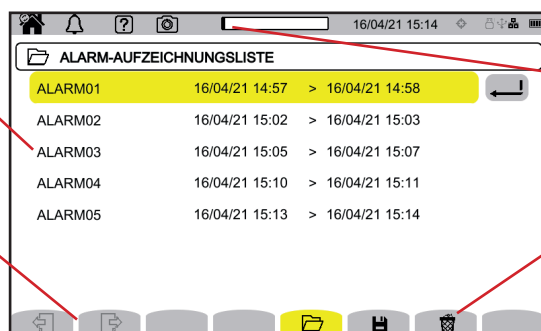 16/04/21 15:14
ALARM-AUFZEICHNUNGSLISTE
ALARM01 16/04/21 14:57 > 16/04/21 14:58
ALARM02 16/04/21 15:02 > 16/04/21 15:03
ALARM03 16/04/21 15:05 > 16/04/21 15:07
ALARM04 16/04/21 15:10 > 16/04/21 15:11
ALARM05 16/04/21 15:13 > 16/04/21 15:14